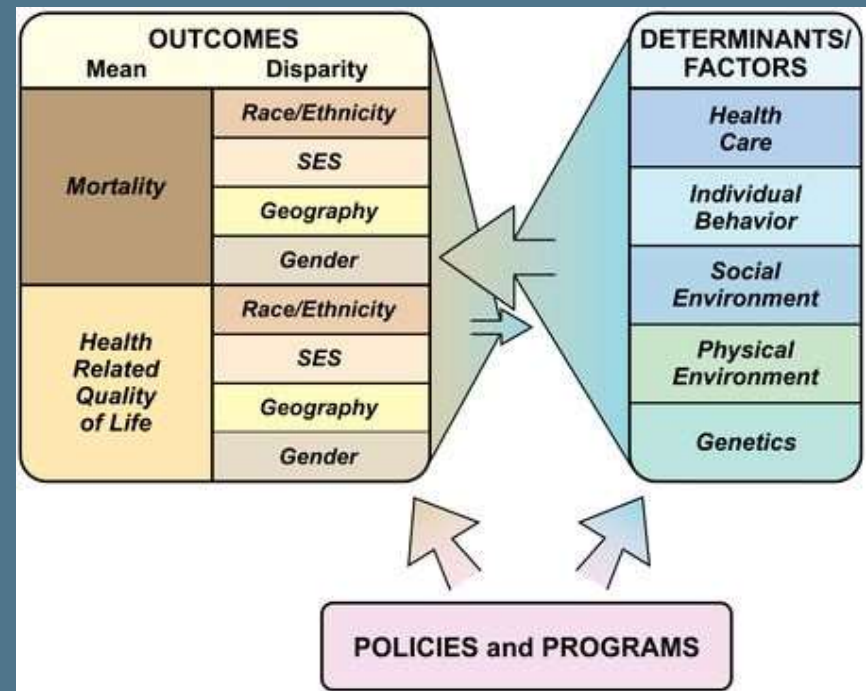 OUTCOMES
Mean Disparity
Mortality
Race/Ethnicity
SES
Geography
Gender
Health
Related
Quality
of Life
Race/Ethnicity
SES
Geography
Gender
DETERMINANTS/
FACTORS
Health
Care
Individual
Behavior
Social
Environment
Physical
Environment
Genetics
POLICIES and PROGRAMS